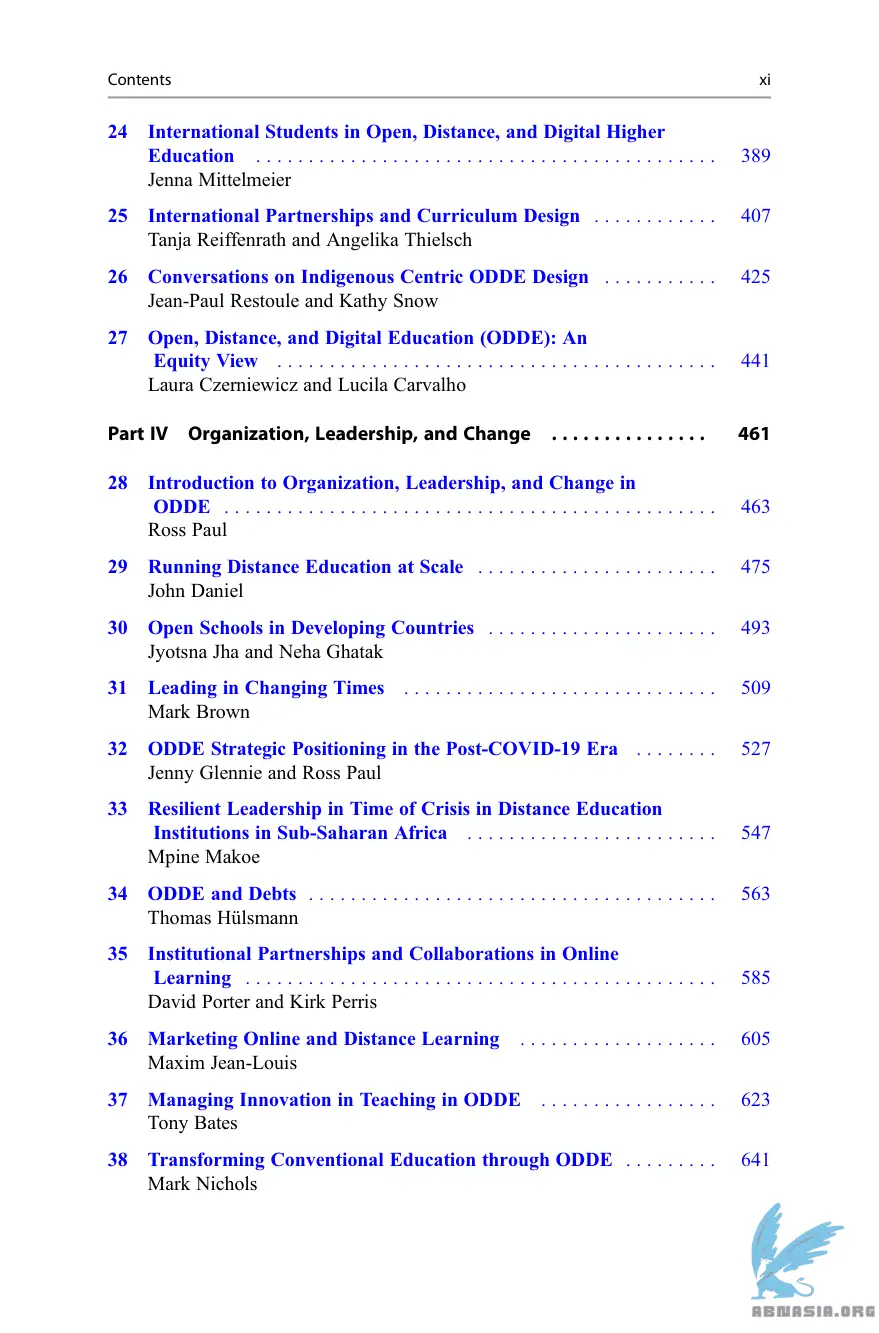 Contents xi
24 International Students in Open, Distance, and Digital Higher
Education . . . . . . . . . . . . . . . . . . . . . . . . . . . . . . . . . . . . . . . . . . . . 389
Jenna Mittelmeier
25 International Partnerships and Curriculum Design . . . . . . . . . . . . 407
Tanja Reiffenrath and Angelika Thielsch
26 Conversations on Indigenous Centric ODDE Design . . . . . . . . . . . 425
Jean-Paul Restoule and Kathy Snow
27 Open, Distance, and Digital Education (ODDE): An
Equity View . . . . . . . . . . . . . . . . . . . . . . . . . . . . . . . . . . . . . . . . . . 441
Laura Czerniewicz and Lucila Carvalho
Part IV Organization, Leadership, and Change . . . . . . . . . . . . . . . 461
28 Introduction to Organization, Leadership, and Change in
ODDE . . . . . . . . . . . . . . . . . . . . . . . . . . . . . . . . . . . . . . . . . . . . . . . 463
Ross Paul
29 Running Distance Education at Scale . . . . . . . . . . . . . . . . . . . . . . . 475
John Daniel
30 Open Schools in Developing Countries . . . . . . . . . . . . . . . . . . . . . . 493
Jyotsna Jha and Neha Ghatak
31 Leading in Changing Times . . . . . . . . . . . . . . . . . . . . . . . . . . . . . . 509
Mark Brown
32 ODDE Strategic Positioning in the Post-COVID-19 Era . . . . . . . . 527
Jenny Glennie and Ross Paul
33 Resilient Leadership in Time of Crisis in Distance Education
Institutions in Sub-Saharan Africa . . . . . . . . . . . . . . . . . . . . . . . . 547
Mpine Makoe
34 ODDE and Debts . . . . . . . . . . . . . . . . . . . . . . . . . . . . . . . . . . . . . . . 563
Thomas Hülsmann
35 Institutional Partnerships and Collaborations in Online
Learning . . . . . . . . . . . . . . . . . . . . . . . . . . . . . . . . . . . . . . . . . . . . . 585
David Porter and Kirk Perris
36 Marketing Online and Distance Learning . . . . . . . . . . . . . . . . . . . 605
Maxim Jean-Louis
37 Managing Innovation in Teaching in ODDE . . . . . . . . . . . . . . . . . 623
Tony Bates
38 Transforming Conventional Education through ODDE . . . . . . . . . 641
Mark Nichols
ABNASIA.ORG